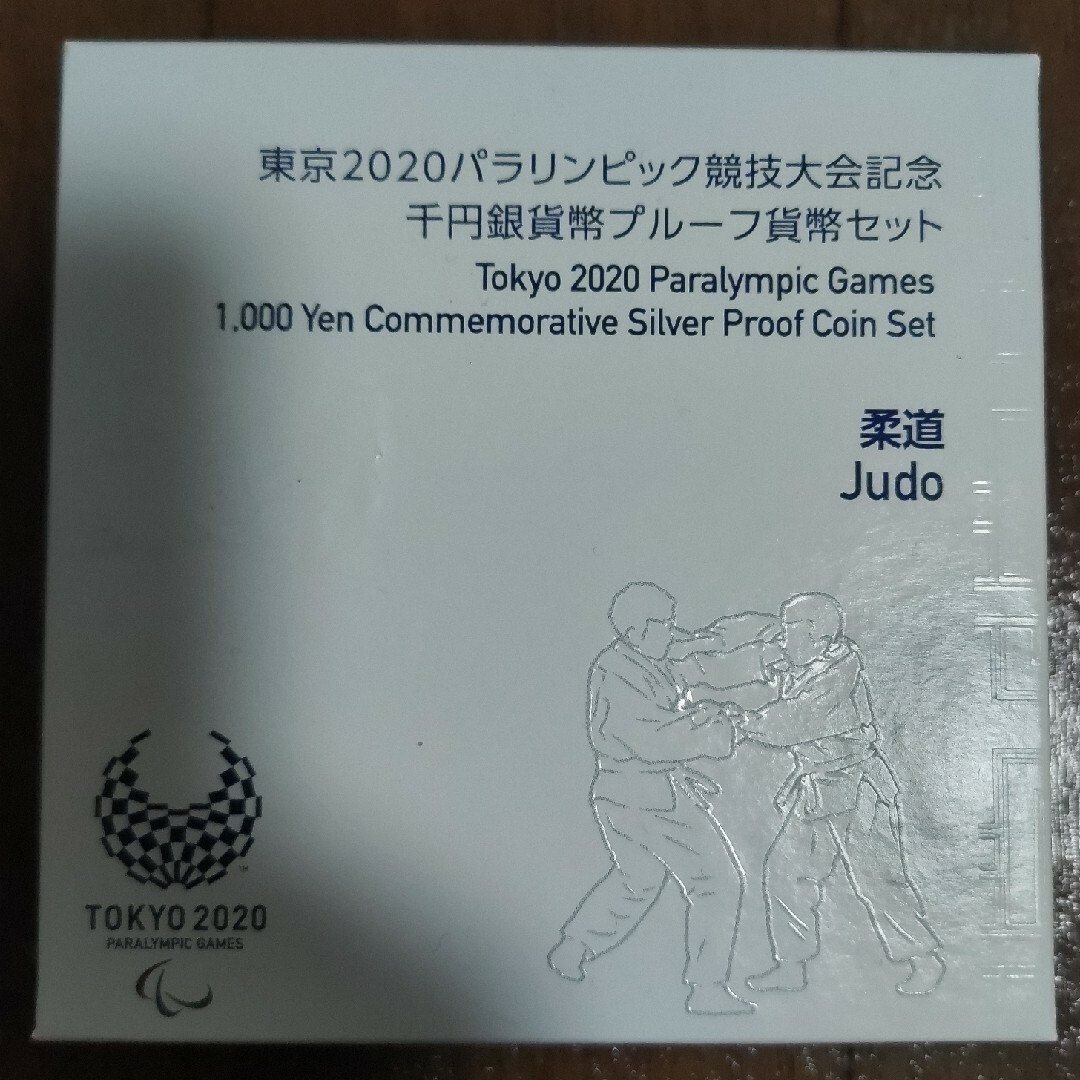 東京2020パラリンピック競技大会記念
千円銀貨幣プルーフ貨幣セット
Tokyo 2020 Paralympic Games
1,000 Yen Commemorative Silver Proof Coin Set
柔道
Judo
TM
TOKYO 2020
PARALYMPIC GAMES